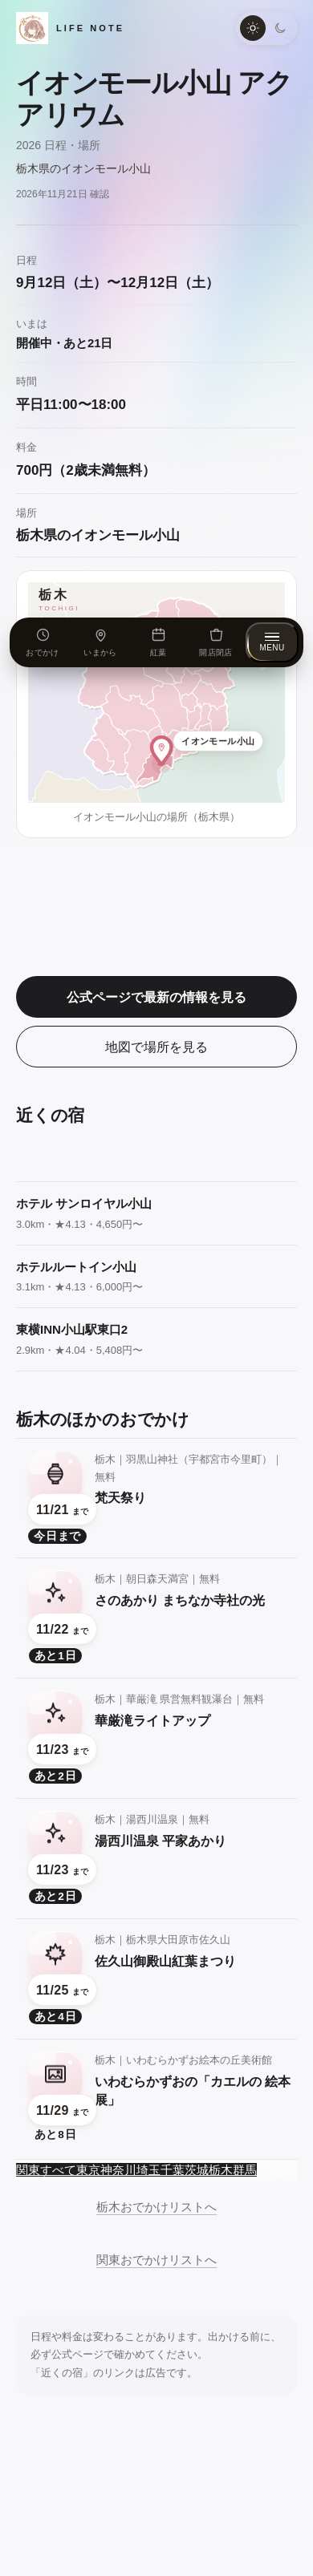 LIFE NOTE
イオンモール小山 アク
アリウム
2026 日程・場所
栃木県のイオンモール小山
2026年11月21日 確認
日程
9月12日（土）〜12月12日（土）
いまは
開催中・あと21日
時間
平日11:00〜18:00
料金
700円（2歳未満無料）
場所
栃木県のイオンモール小山
栃木
TOCHIGI
おでかけ
いまから
紅葉
開店閉店
MENU
イオンモール小山
イオンモール小山の場所（栃木県）
公式ページで最新の情報を見る
地図で場所を見る
近くの宿
ホテル サンロイヤル小山
3.0km・★4.13・4,650円〜
ホテルルートイン小山
3.1km・★4.13・6,000円〜
東横INN小山駅東口2
2.9km・★4.04・5,408円〜
栃木のほかのおでかけ
栃木｜羽黒山神社（宇都宮市今里町）｜
無料
梵天祭り
11/21 まで
今日まで
栃木｜朝日森天満宮｜無料
さのあかり まちなか寺社の光
11/22 まで
あと1日
栃木｜華厳滝 県営無料観瀑台｜無料
華厳滝ライトアップ
11/23 まで
あと2日
栃木｜湯西川温泉｜無料
湯西川温泉 平家あかり
11/23 まで
あと2日
栃木｜栃木県大田原市佐久山
佐久山御殿山紅葉まつり
11/25 まで
あと4日
栃木｜いわむらかずお絵本の丘美術館
いわむらかずおの「カエルの 絵本
展」
11/29 まで
あと8日
関東すべて東京神奈川埼玉千葉茨城栃木群馬
栃木おでかけリストへ
関東おでかけリストへ
日程や料金は変わることがあります。出かける前に、
必ず公式ページで確かめてください。
「近くの宿」のリンクは広告です。